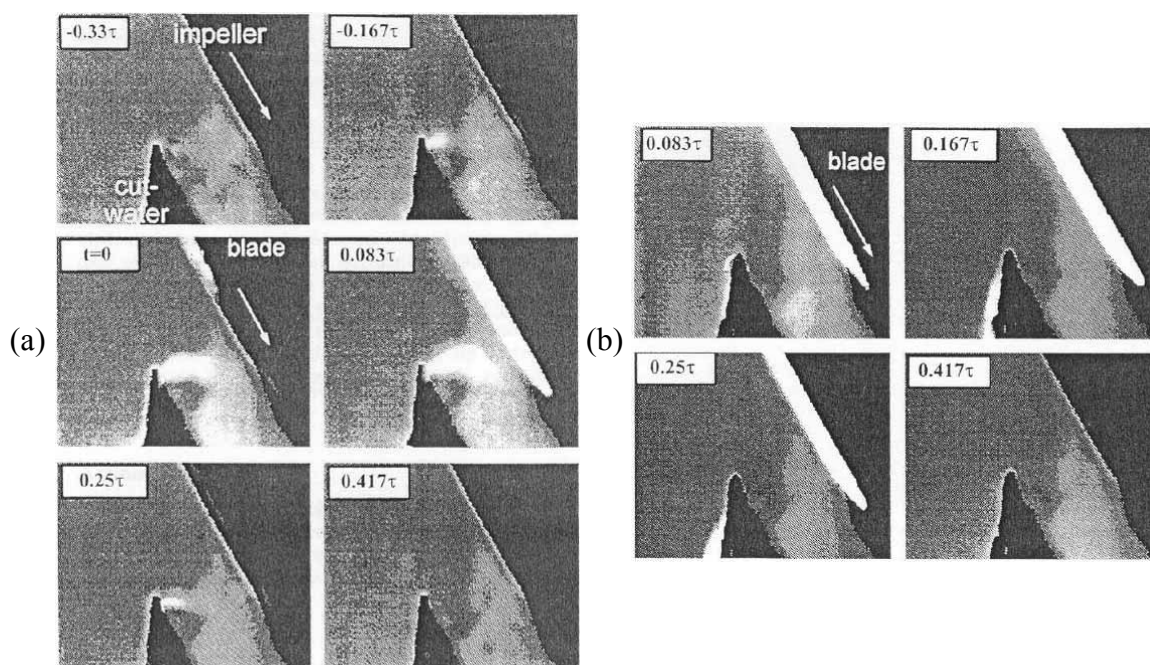 -0.33τ
impeller
-0.167τ
cut-
water
t=0
blade
0.083τ
(a)
0.25τ
0.417τ
0.083τ
blade
0.167τ
(b)
0.25τ
0.417τ